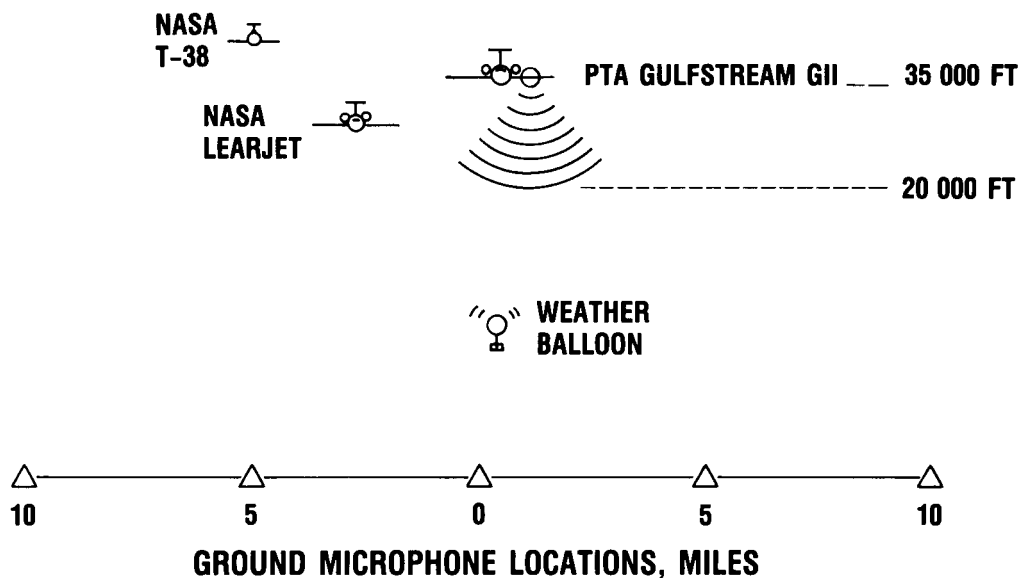 NASA
T-38
PTA GULFSTREAM GII
35 000 FT
NASA
LEARJET
20 000 FT
WEATHER
BALLOON
10 5 0 5 10
GROUND MICROPHONE LOCATIONS, MILES